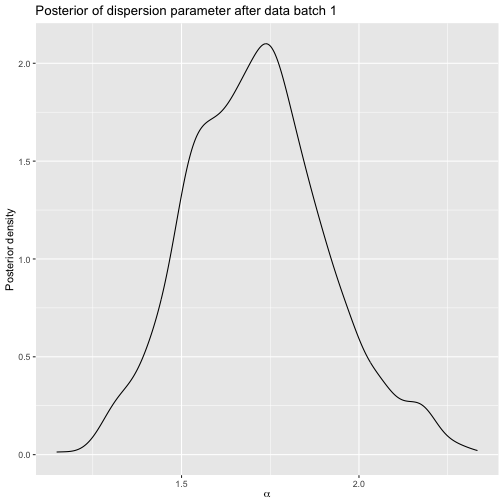 Posterior of dispersion parameter after data batch 1
Posterior density
2.0
1.5
1.0
0.5
0.0
1.5
2.0
α